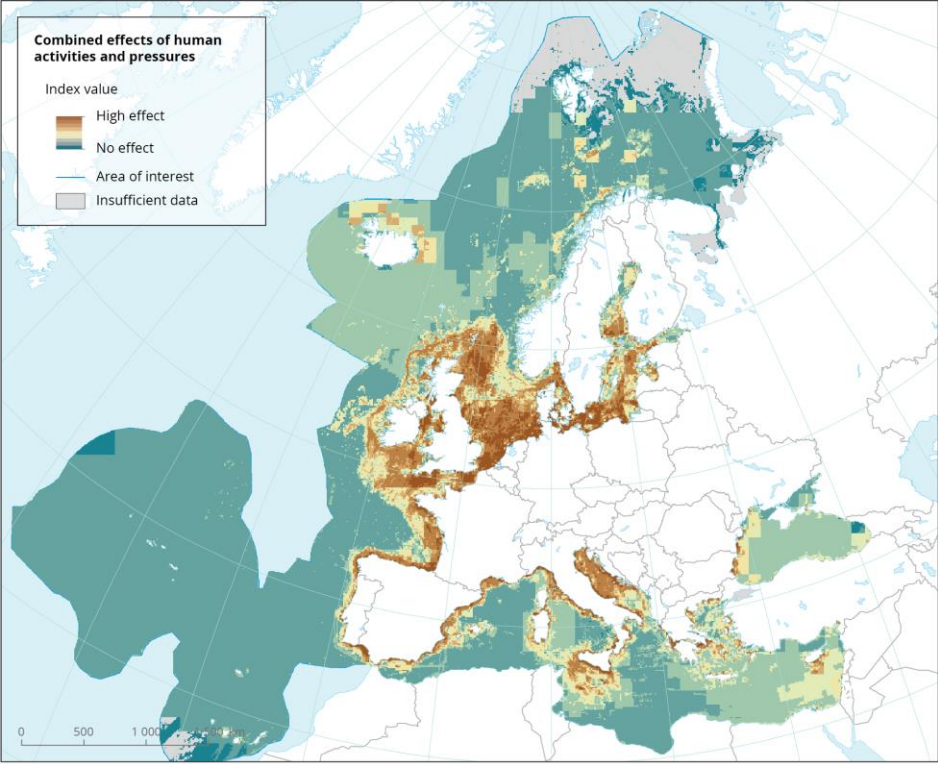 Combined effects of human
activities and pressures
Index value
High effect
No effect
Area of interest
Insufficient data
0 500 1 000